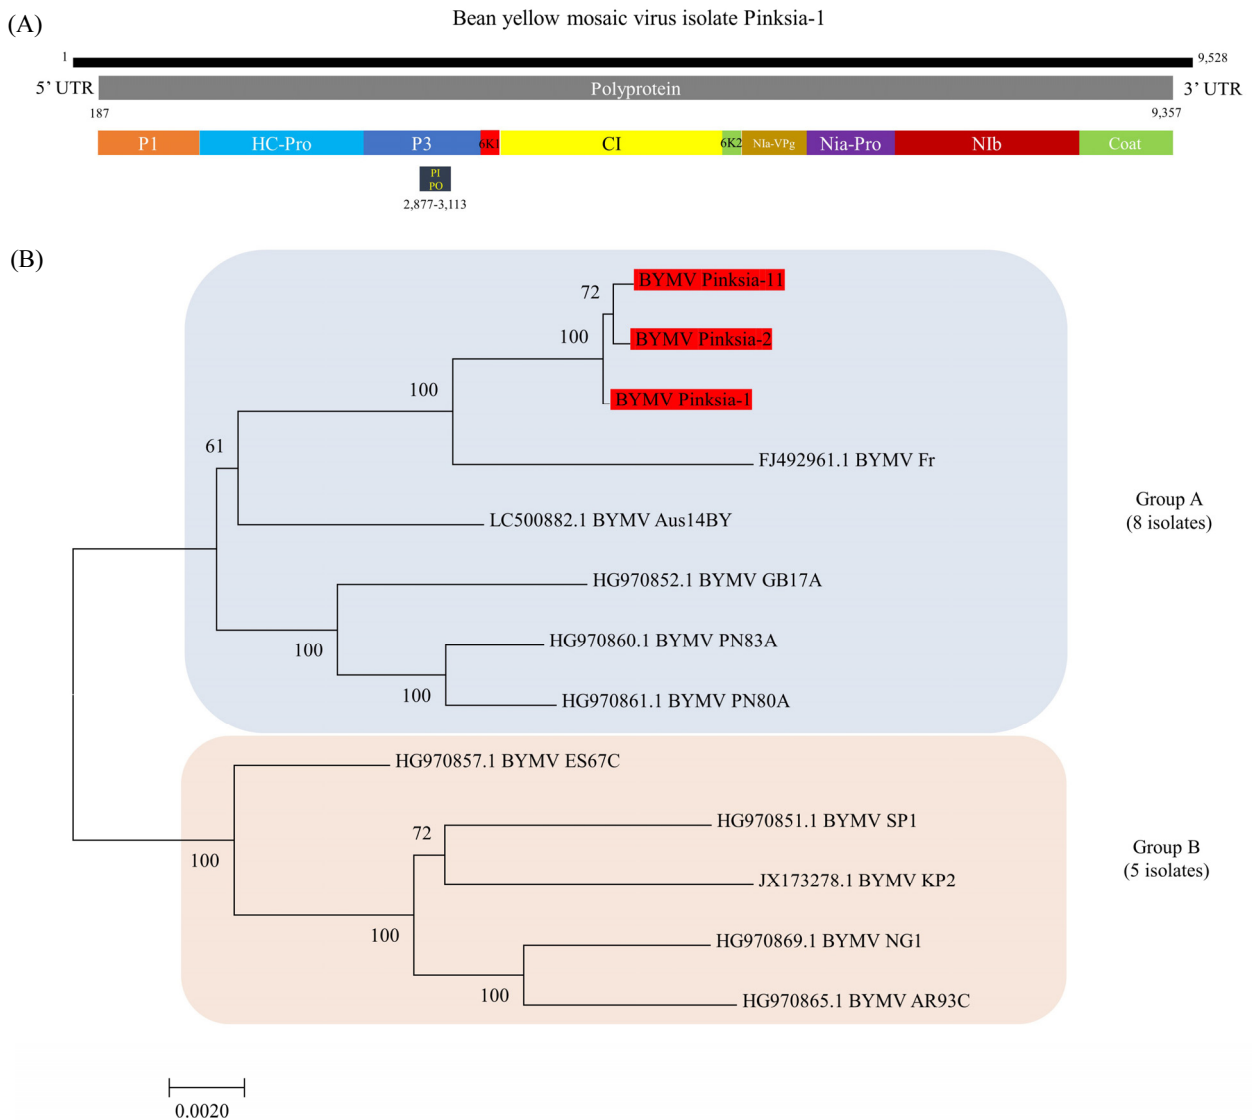 (A)
Bean yellow mosaic virus isolate Pinksia-1
1
9,528
5’ UTR
Polyprotein
3’ UTR
187
9,357
P1
HC-Pro
P3
6K1
CI
6K2
NIa-VPg
Nia-Pro
NIb
Coat
PI
PO
2,877-3,113
(B)
BYMV Pinksia-11
72
BYMV Pinksia-2
100
100
BYMV Pinksia-1
61
FJ492961.1 BYMV Fr
Group A
(8 isolates)
LC500882.1 BYMV Aus14BY
HG970852.1 BYMV GB17A
HG970860.1 BYMV PN83A
100
100
HG970861.1 BYMV PN80A
HG970857.1 BYMV ES67C
HG970851.1 BYMV SP1
72
Group B
(5 isolates)
100
JX173278.1 BYMV KP2
100
HG970869.1 BYMV NG1
100
HG970865.1 BYMV AR93C
0.0020